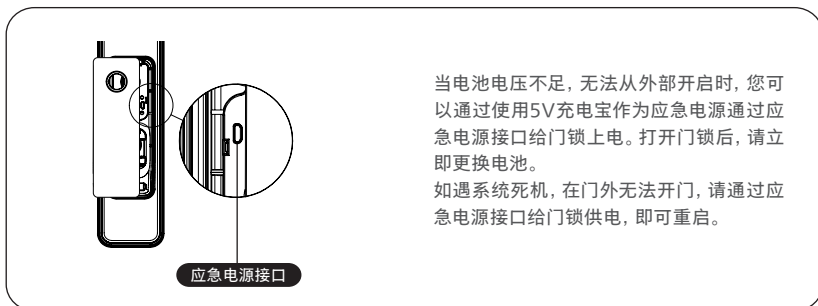 当电池电压不足，无法从外部开启时，您可
以通过使用5V充电宝作为应急电源通过应
急电源接口给门锁上电。打开门锁后，请立
即更换电池。
如遇系统死机，在门外无法开门，请通过应
急电源接口给门锁供电，即可重启。
应急电源接口